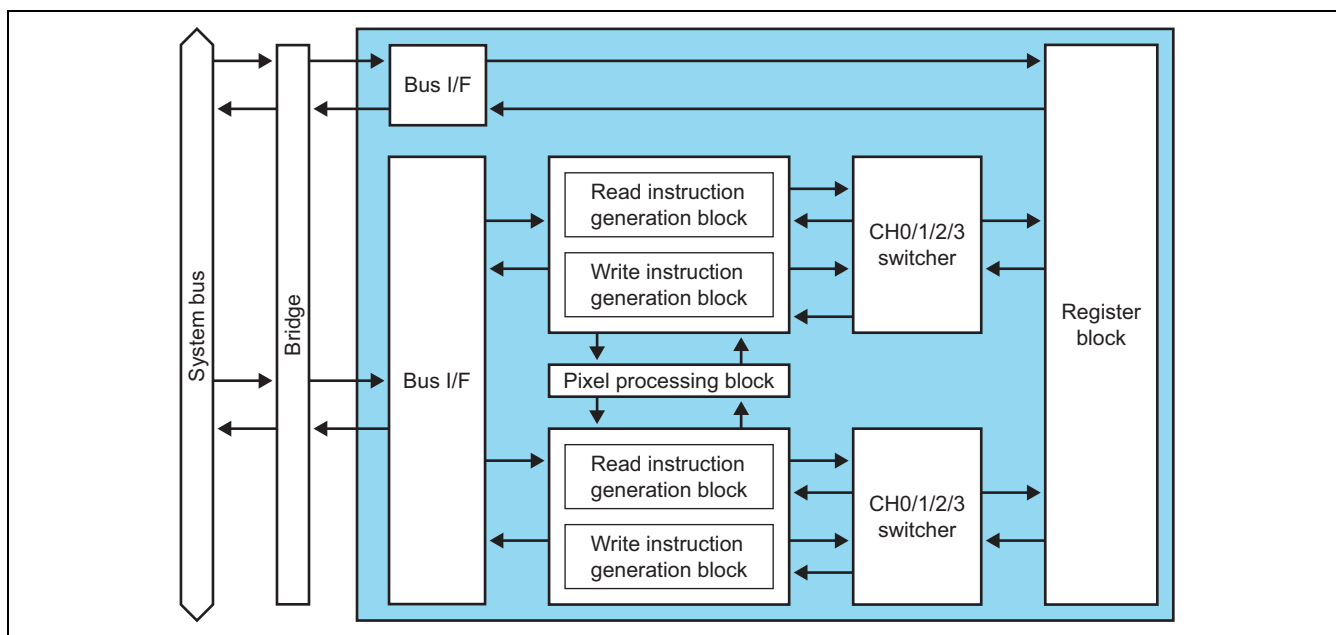 System bus
Bridge
Bus I/F
Bus I/F
Read instruction
generation block
Write instruction
generation block
CH0/1/2/3
switcher
Pixel processing block
Read instruction
generation block
Write instruction
generation block
CH0/1/2/3
switcher
Register
block